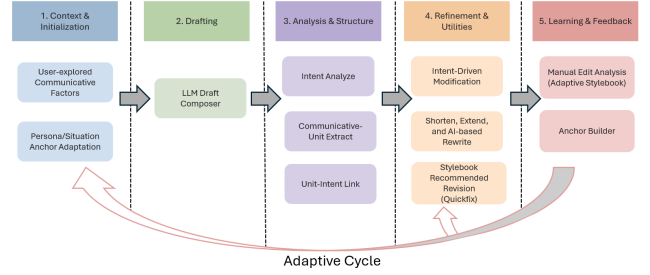 1. Context &
Initialization
2. Drafting
3. Analysis & Structure
4. Refinement &
Utilities
5. Learning & Feedback
User-explored
Communicative
Factors
Persona/Situation
Anchor Adaptation
LLM Draft
Composer
Intent Analyze
Communicative-
Unit Extract
Unit-Intent Link
Intent-Driven
Modification
Shorten, Extend,
and AI-based
Rewrite
Stylebook
Recommended
Revision
(Quickfix)
Manual Edit Analysis
(Adaptive Stylebook)
Anchor Builder
Adaptive Cycle